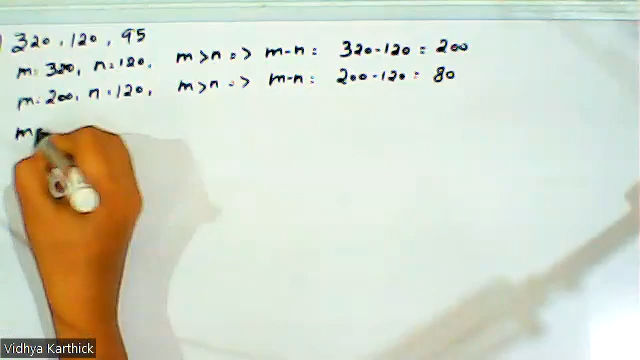 ) 320, 120, 95
m = 320, n = 120, m > n => m - n = 320 - 120 = 200
m = 200, n = 120, m > n => m - n = 200 - 120 = 80
m
Vidhya Karthick